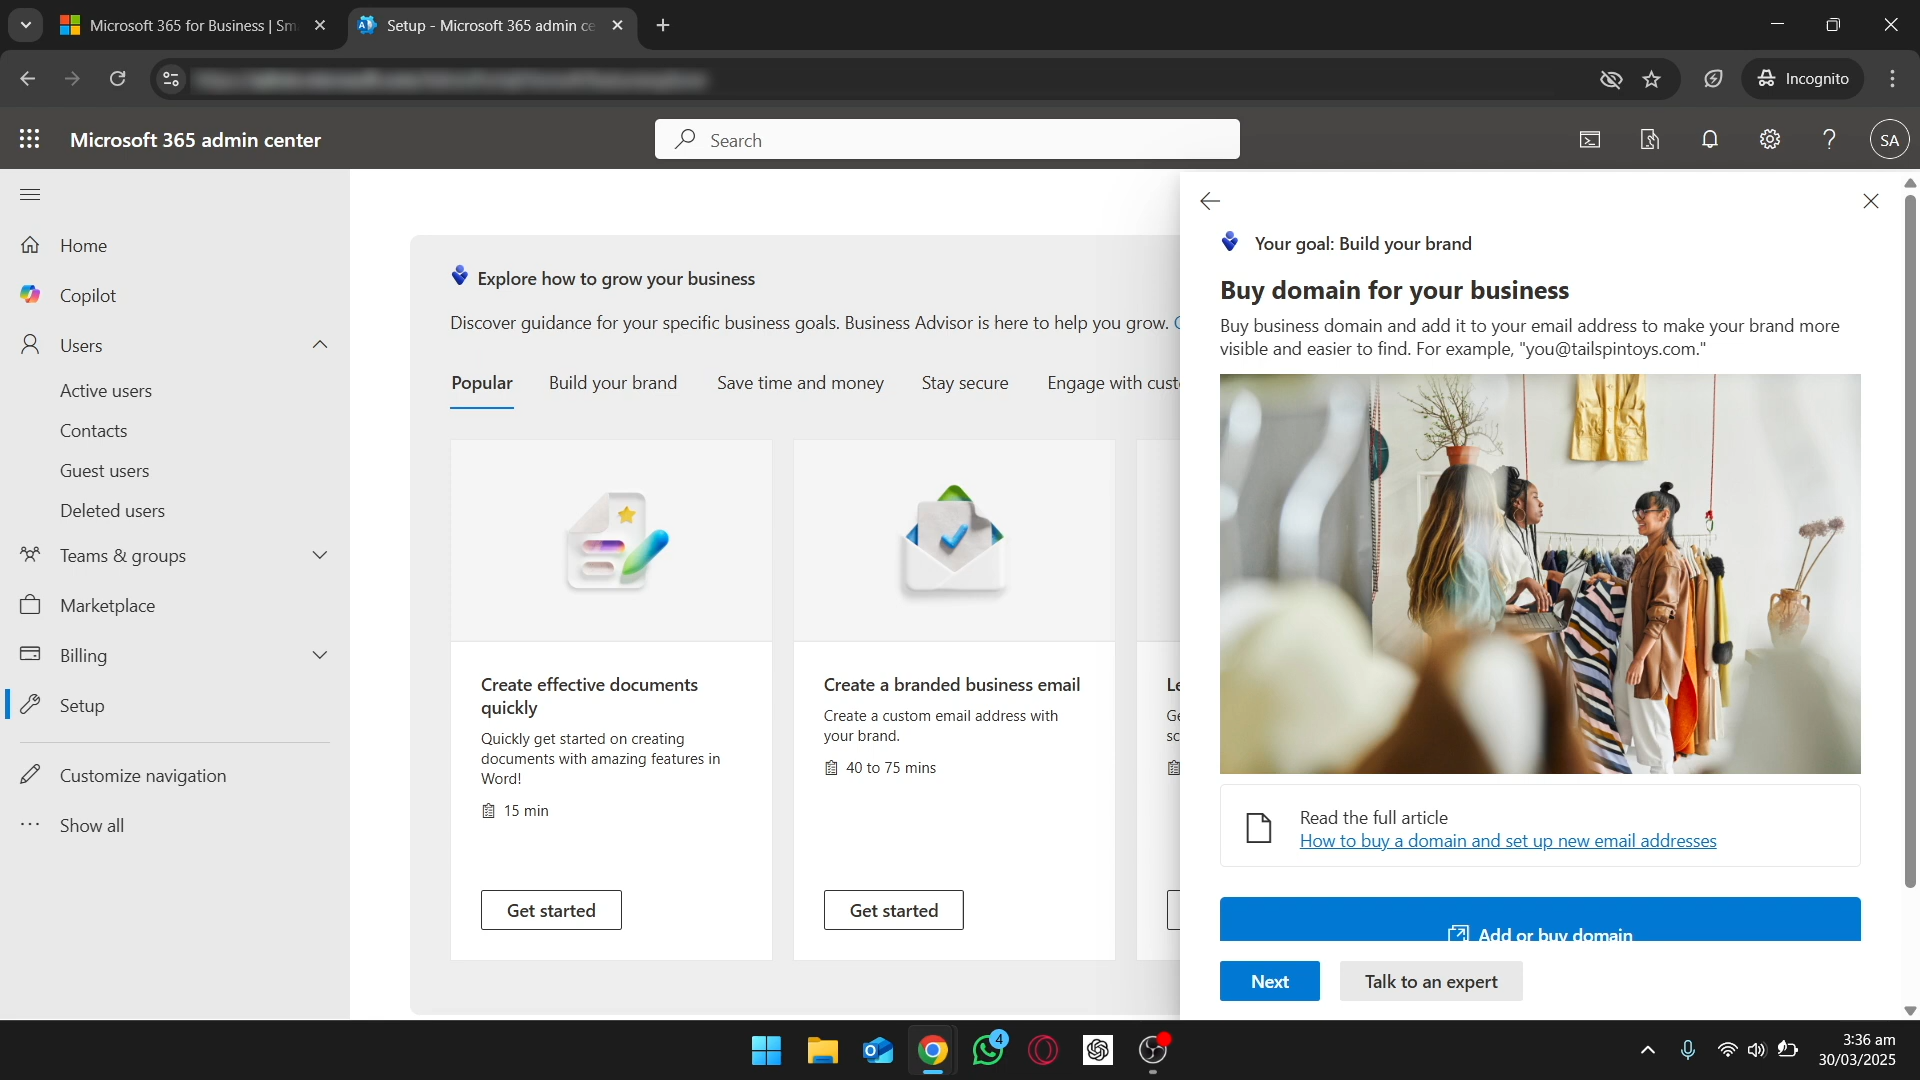 Microsoft 365 for Business | Sm
Setup - Microsoft 365 admin ce
Incognito
Microsoft 365 admin center
Search
SA
Home
Copilot
Users
Active users
Contacts
Guest users
Deleted users
Teams & groups
Marketplace
Billing
Setup
Customize navigation
Show all
Explore how to grow your business
Discover guidance for your specific business goals. Business Advisor is here to help you grow.
Popular
Build your brand
Save time and money
Stay secure
Engage with cust
Create effective documents
quickly
Quickly get started on creating
documents with amazing features in
Word!
15 min
Get started
Create a branded business email
Create a custom email address with
your brand.
40 to 75 mins
Get started
Your goal: Build your brand
Buy domain for your business
Buy business domain and add it to your email address to make your brand more
visible and easier to find. For example, "you@tailspintoys.com."
Read the full article
How to buy a domain and set up new email addresses
Add or buy domain
Next
Talk to an expert
4
3:36 am
30/03/2025